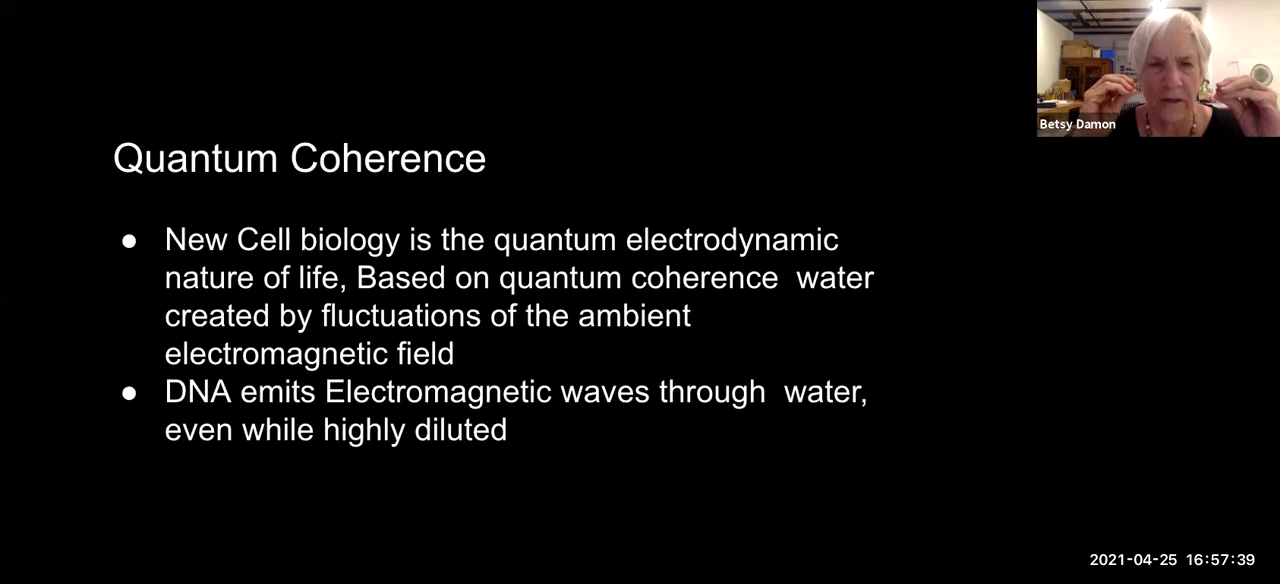 Betsy Damon
Quantum Coherence
● New Cell biology is the quantum electrodynamic
nature of life, Based on quantum coherence  water
created by fluctuations of the ambient
electromagnetic field
● DNA emits Electromagnetic waves through  water,
even while highly diluted
2021-04-25 16:57:39